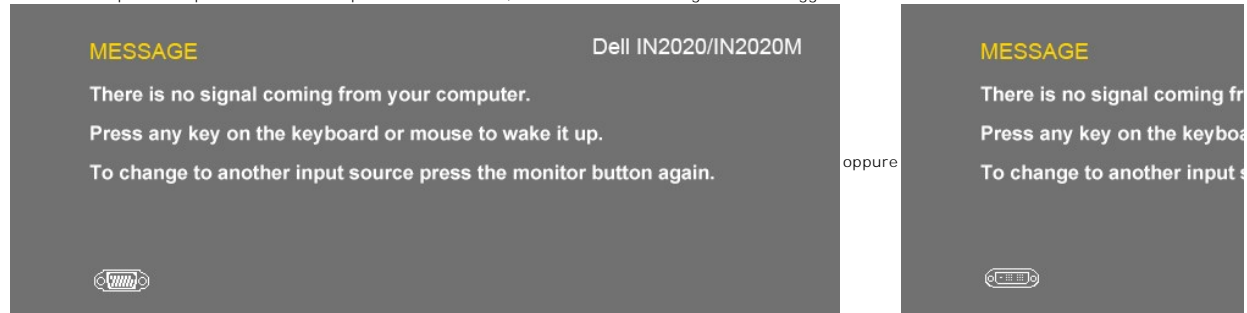 MESSAGE
Dell IN2020/IN2020M
There is no signal coming from your computer.
Press any key on the keyboard or mouse to wake it up.
To change to another input source press the monitor button again.
oppure
MESSAGE
There is no signal coming
Press any key on the
To change to another input